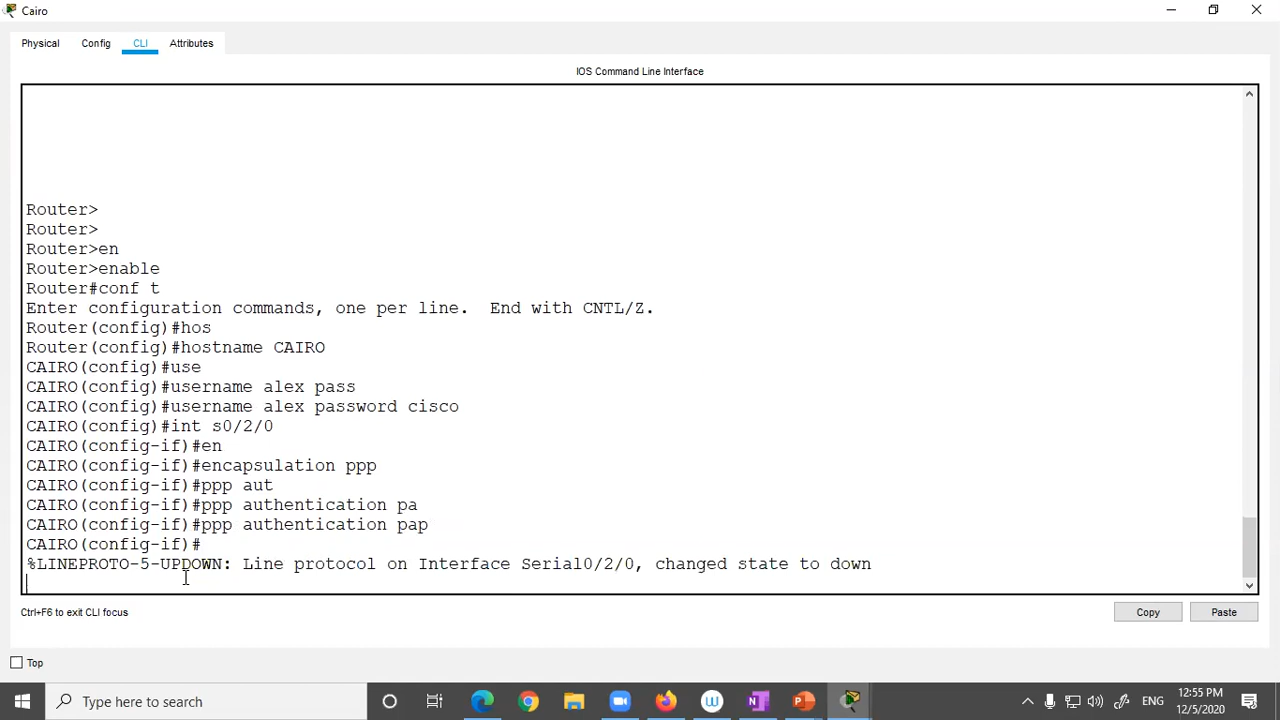 Cairo
Physical Config CLI Attributes
IOS Command Line Interface
Router>
Router>
Router>en
Router>enable
Router#conf t
Enter configuration commands, one per line.  End with CNTL/Z.
Router(config)#hos
Router(config)#hostname CAIRO
CAIRO(config)#use
CAIRO(config)#username alex pass
CAIRO(config)#username alex password cisco
CAIRO(config)#int s0/2/0
CAIRO(config-if)#en
CAIRO(config-if)#encapsulation ppp
CAIRO(config-if)#ppp aut
CAIRO(config-if)#ppp authentication pa
CAIRO(config-if)#ppp authentication pap
CAIRO(config-if)#
%LINEPROTO-5-UPDOWN: Line protocol on Interface Serial0/2/0, changed state to down
Ctrl+F6 to exit CLI focus
Copy Paste
Top
Type here to search
ENG
12:55 PM
12/5/2020